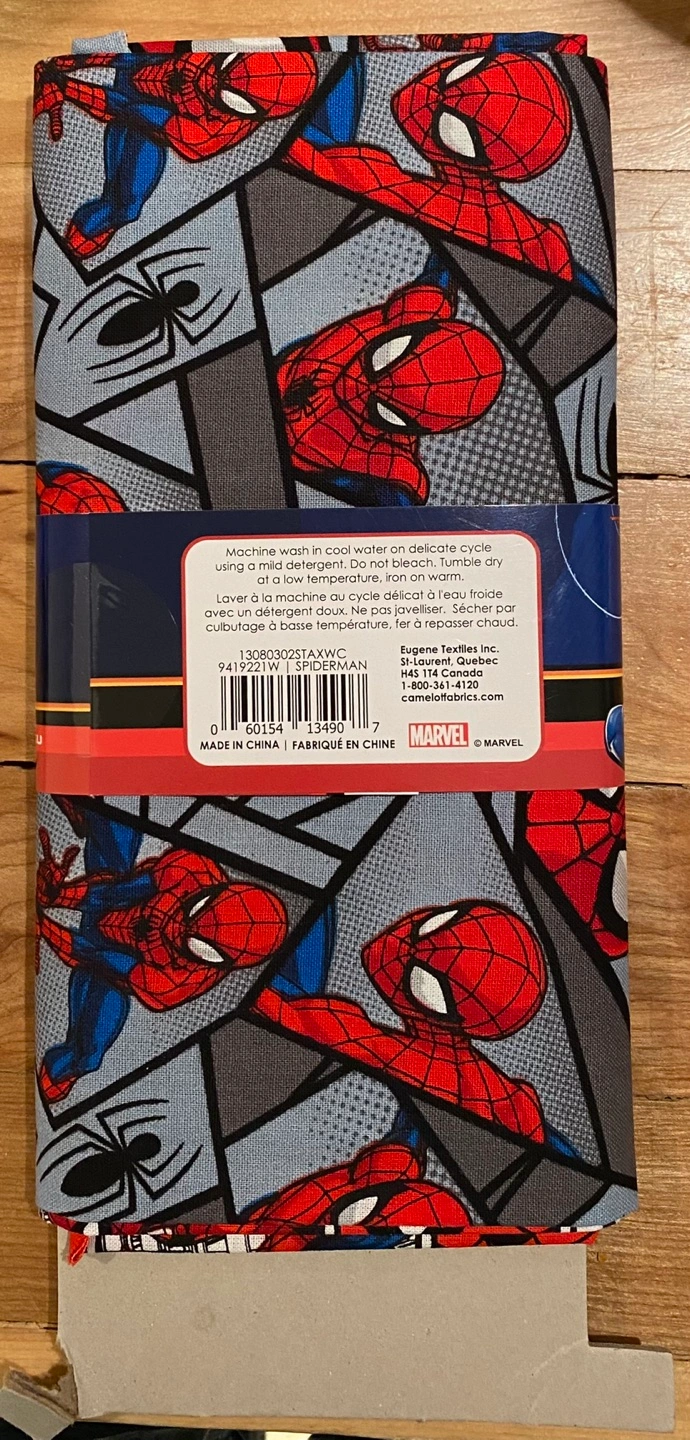 Machine wash in cool water on delicate cycle
using a mild detergent. Do not bleach. Tumble dry
at a low temperature, iron on warm.
Laver à la machine au cycle délicat à l'eau froide
avec un détergent doux. Ne pas javelliser. Sécher par
culbutage à basse température, fer à repasser chaud.
13080302STAXWC
9419221W | SPIDERMAN
0 60154 13490 7
MADE IN CHINA | FABRIQUÉ EN CHINE
Eugene Textiles Inc.
St-Laurent, Quebec
H4S 1T4 Canada
1-800-361-4120
camelotfabrics.com
MARVEL © MARVEL